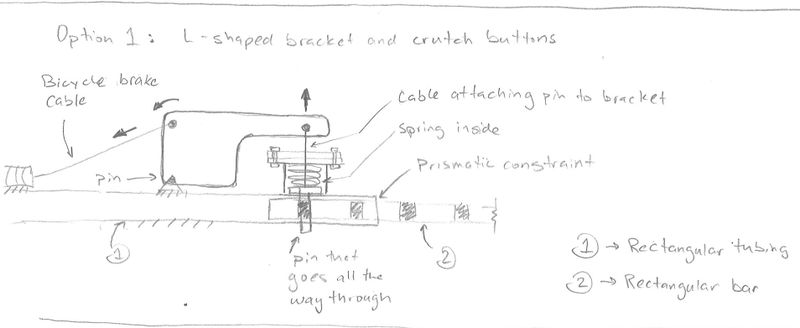 Option 1: L-shaped bracket and crutch buttons
Bicycle brake
cable
Cable attaching pin to bracket
Spring inside
Prismatic constraint
pin
1
pin that
goes all the
way through
2
1 → Rectangular tubing
2 → Rectangular bar